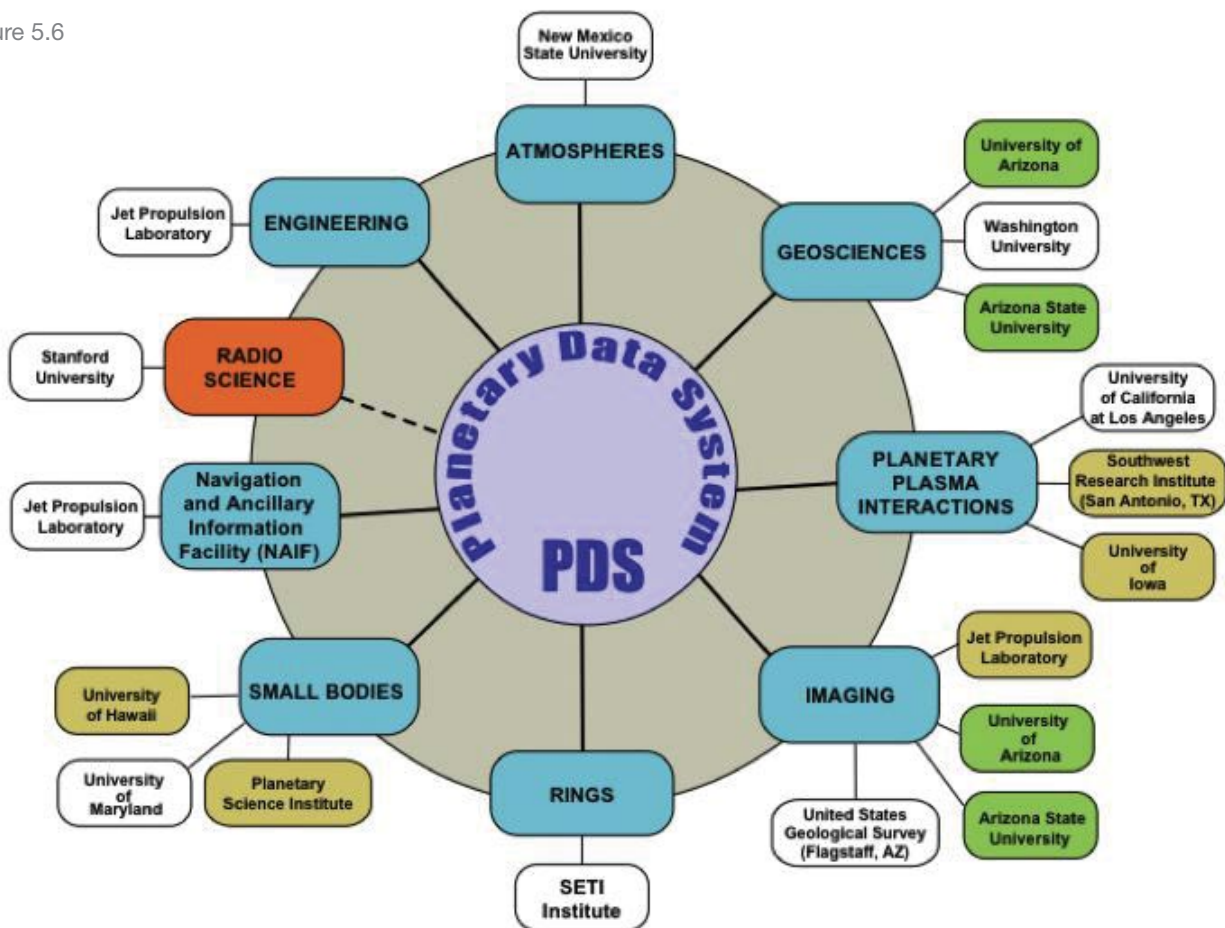 ure 5.6
New Mexico
State University
ATMOSPHERES
University of
Arizona
ENGINEERING
Jet Propulsion
Laboratory
GEOSCIENCES
Washington
University
Arizona State
University
RADIO
SCIENCE
Stanford
University
Planetary Data System
PDS
University
of California
at Los Angeles
PLANETARY
PLASMA
INTERACTIONS
Southwest
Research Institute
(San Antonio, TX)
University
of
Iowa
Navigation
and Ancillary
Information
Facility (NAIF)
Jet Propulsion
Laboratory
SMALL BODIES
University
of Hawaii
University
of
Maryland
Planetary
Science Institute
RINGS
SETI
Institute
IMAGING
Jet Propulsion
Laboratory
University
of
Arizona
Arizona State
University
United States
Geological Survey
(Flagstaff, AZ)